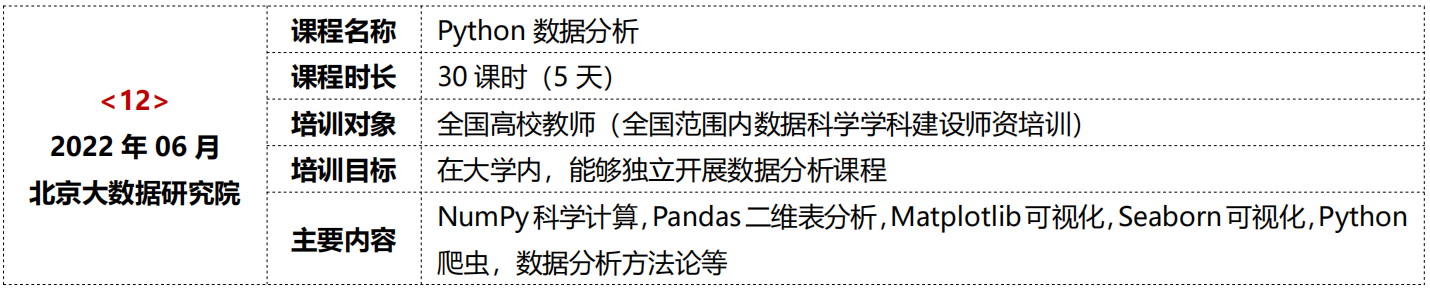 <12>
2022 年 06 月
北京大数据研究院
课程名称
Python 数据分析
课程时长
30 课时（5 天）
培训对象
全国高校教师（全国范围内数据科学学科建设师资培训）
培训目标
在大学内，能够独立开展数据分析课程
主要内容
NumPy 科学计算，Pandas 二维表分析，Matplotlib 可视化，Seaborn 可视化，Python
爬虫，数据分析方法论等